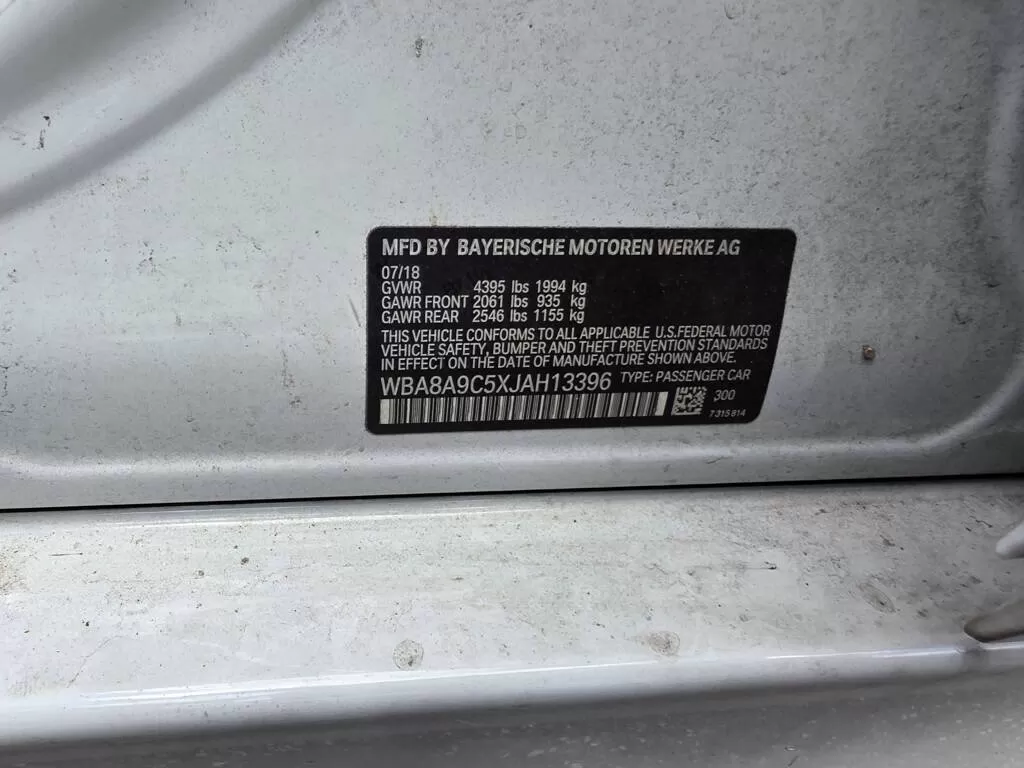 MFD BY BAYERISCHE MOTOREN WERKE AG
07/18
GVWR 4395 lbs 1994 kg
GAWR FRONT 2061 lbs 935 kg
GAWR REAR 2546 lbs 1155 kg
THIS VEHICLE CONFORMS TO ALL APPLICABLE U.S.FEDERAL MOTOR
VEHICLE SAFETY, BUMPER AND THEFT PREVENTION STANDARDS
IN EFFECT ON THE DATE OF MANUFACTURE SHOWN ABOVE.
WBA8A9C5XJAH13396 TYPE: PASSENGER CAR
300
7315814